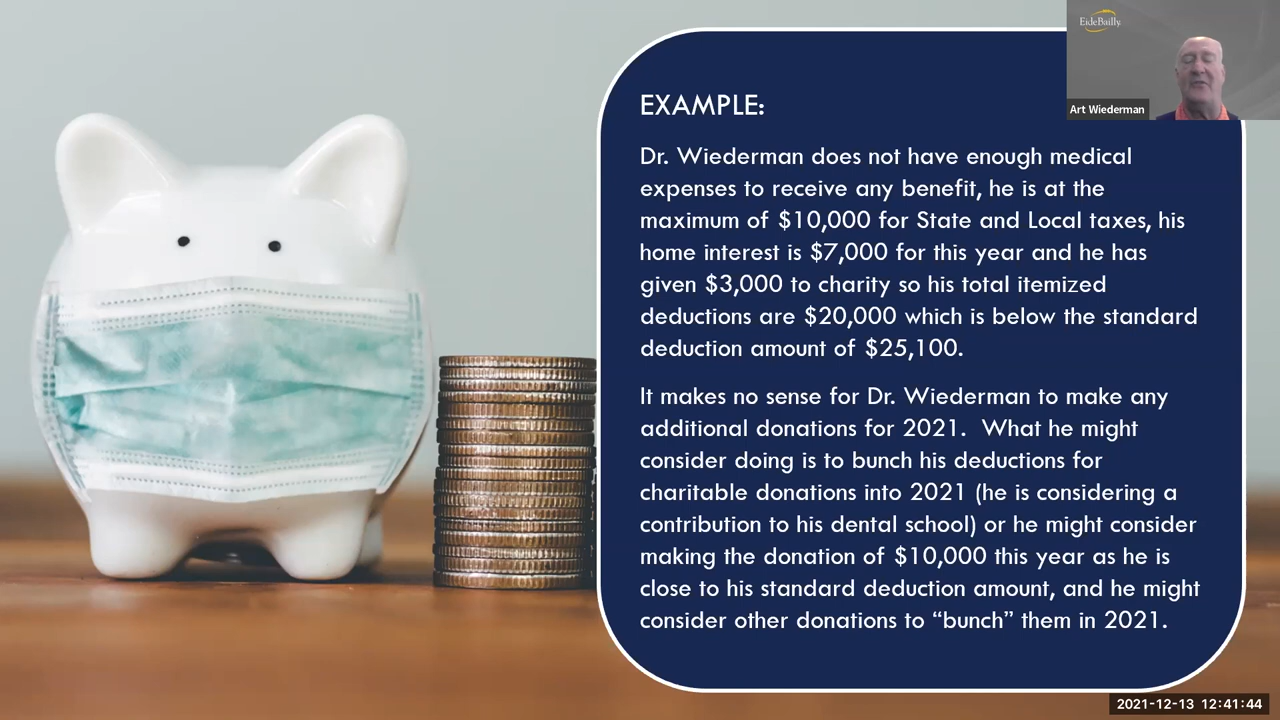 EideBailly
Art Wiederman
EXAMPLE:
Dr. Wiederman does not have enough medical
expenses to receive any benefit, he is at the
maximum of $10,000 for State and Local taxes, his
home interest is $7,000 for this year and he has
given $3,000 to charity so his total itemized
deductions are $20,000 which is below the standard
deduction amount of $25,100.
It makes no sense for Dr. Wiederman to make any
additional donations for 2021.  What he might
consider doing is to bunch his deductions for
charitable donations into 2021 (he is considering a
contribution to his dental school) or he might consider
making the donation of $10,000 this year as he is
close to his standard deduction amount, and he might
consider other donations to “bunch” them in 2021.
2021-12-13 12:41:44